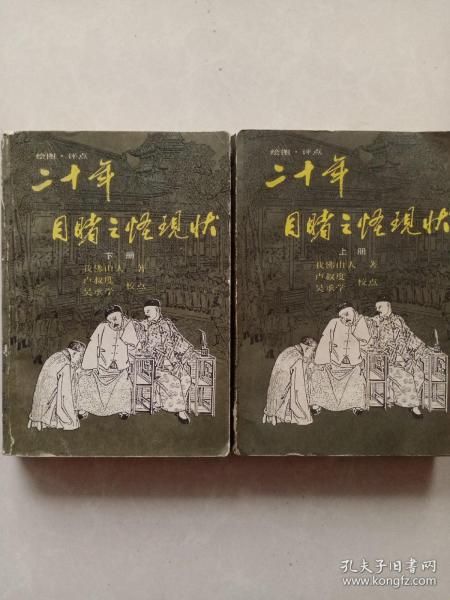 绘图·评点
二十年
目睹之怪现状
下册
我佛山人 著
卢叔度
吴承学 校点
绘图·评点
二十年
目睹之怪现状
上册
我佛山人 著
卢叔度
吴承学 校点
孔夫子旧书网
www.kongfz.com